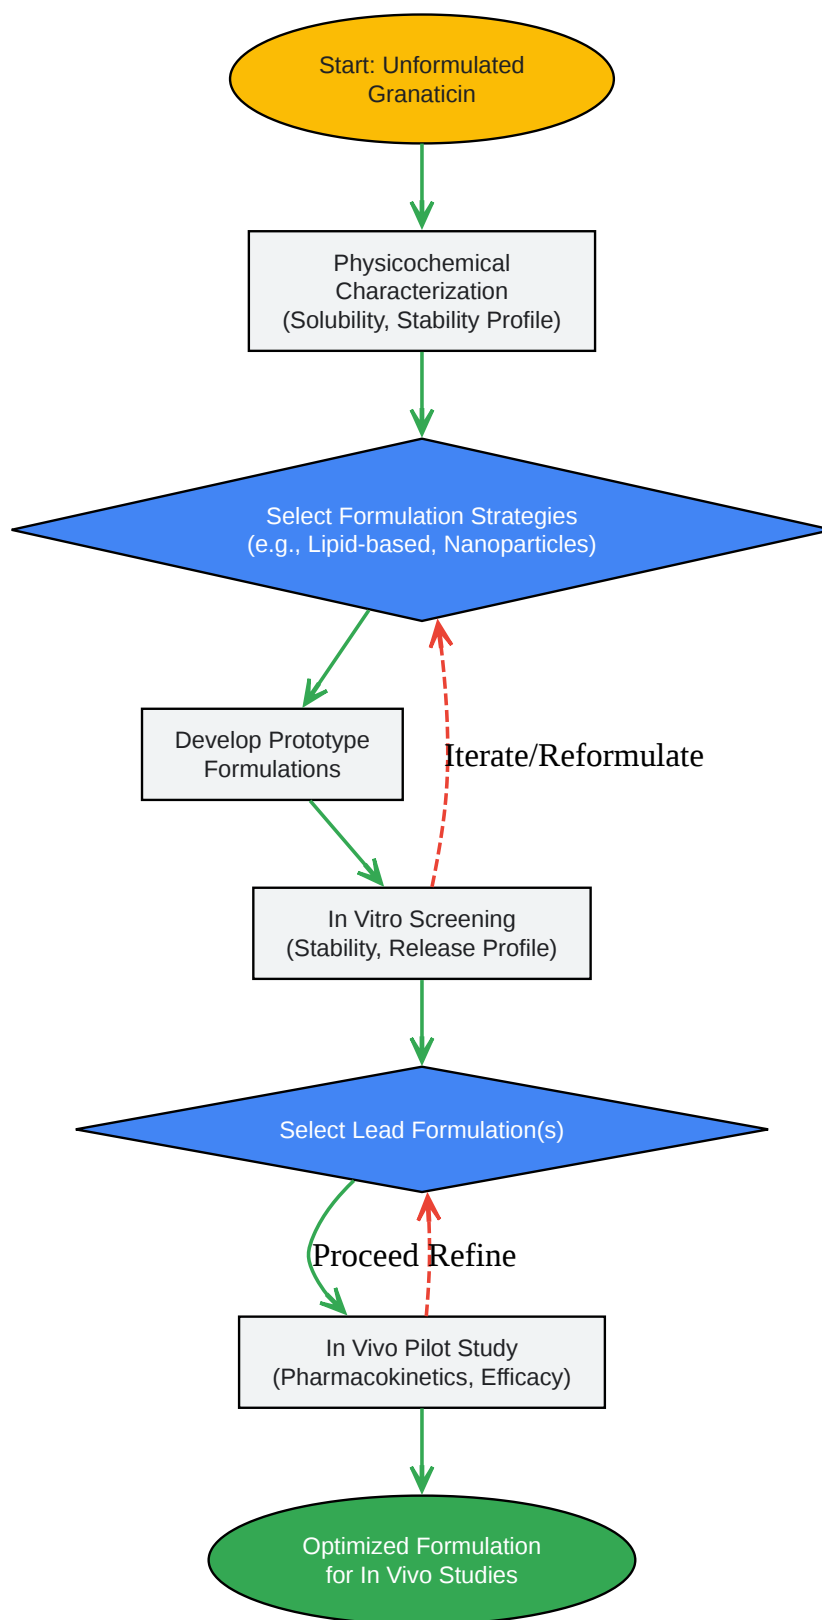 Start: Unformulated
Granaticin
Physicochemical
Characterization
(Solubility, Stability Profile)
Select Formulation Strategies
(e.g., Lipid-based, Nanoparticles)
Develop Prototype
Formulations
Iterate/Reformulate
In Vitro Screening
(Stability, Release Profile)
Select Lead Formulation(s)
Proceed
Refine
In Vivo Pilot Study
(Pharmacokinetics, Efficacy)
Optimized Formulation
for In Vivo Studies